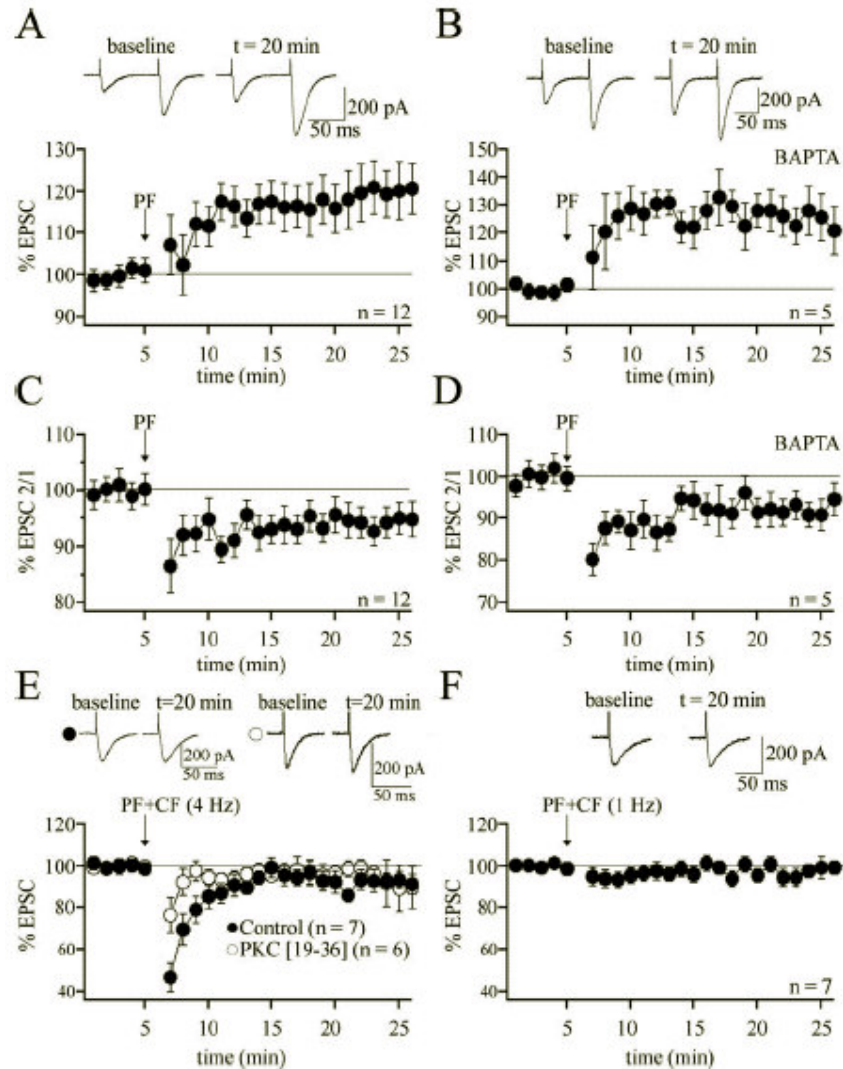 A
baseline
t = 20 min
200 pA
50 ms
130
120
110
100
90
% EPSC
PF
n = 12
5 10 15 20 25
time (min)
B
baseline
t = 20 min
200 pA
50 ms
BAPTA
150
140
130
120
110
100
90
% EPSC
PF
n = 5
5 10 15 20 25
time (min)
C
110
100
90
80
% EPSC 2/1
PF
n = 12
5 10 15 20 25
time (min)
D
110
100
90
80
70
% EPSC 2/1
PF
BAPTA
n = 5
5 10 15 20 25
time (min)
E
baseline t=20 min
200 pA
50 ms
baseline t=20 min
200 pA
50 ms
PF+CF (4 Hz)
120
100
80
60
40
% EPSC
Control (n = 7)
PKC [19-36] (n = 6)
5 10 15 20 25
time (min)
F
baseline
t = 20 min
200 pA
50 ms
PF+CF (1 Hz)
120
100
80
60
40
% EPSC
n = 7
5 10 15 20 25
time (min)